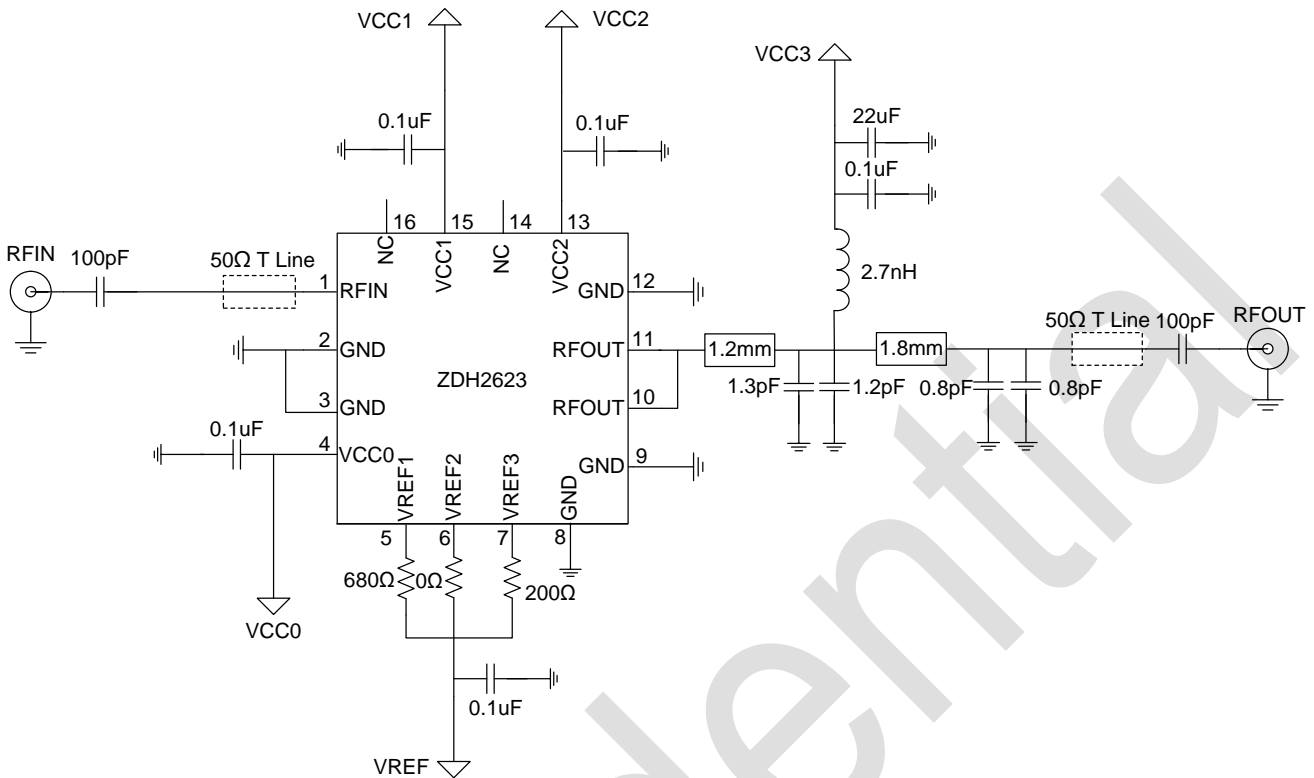 VCC1
VCC2
VCC3
0.1uF
0.1uF
22uF
0.1uF
16
15
14
13
NC
VCC1
NC
VCC2
RFIN
100pF
50Ω T Line
1
RFIN
GND
12
2.7nH
2
GND
RFOUT
11
1.2mm
1.8mm
50Ω T Line
100pF
RFOUT
ZDH2623
1.3pF
1.2pF
0.8pF
0.8pF
3
GND
RFOUT
10
0.1uF
4
VCC0
GND
9
VREF1
VREF2
VREF3
GND
5
6
7
8
680Ω
0Ω
200Ω
VCC0
0.1uF
VREF
dential